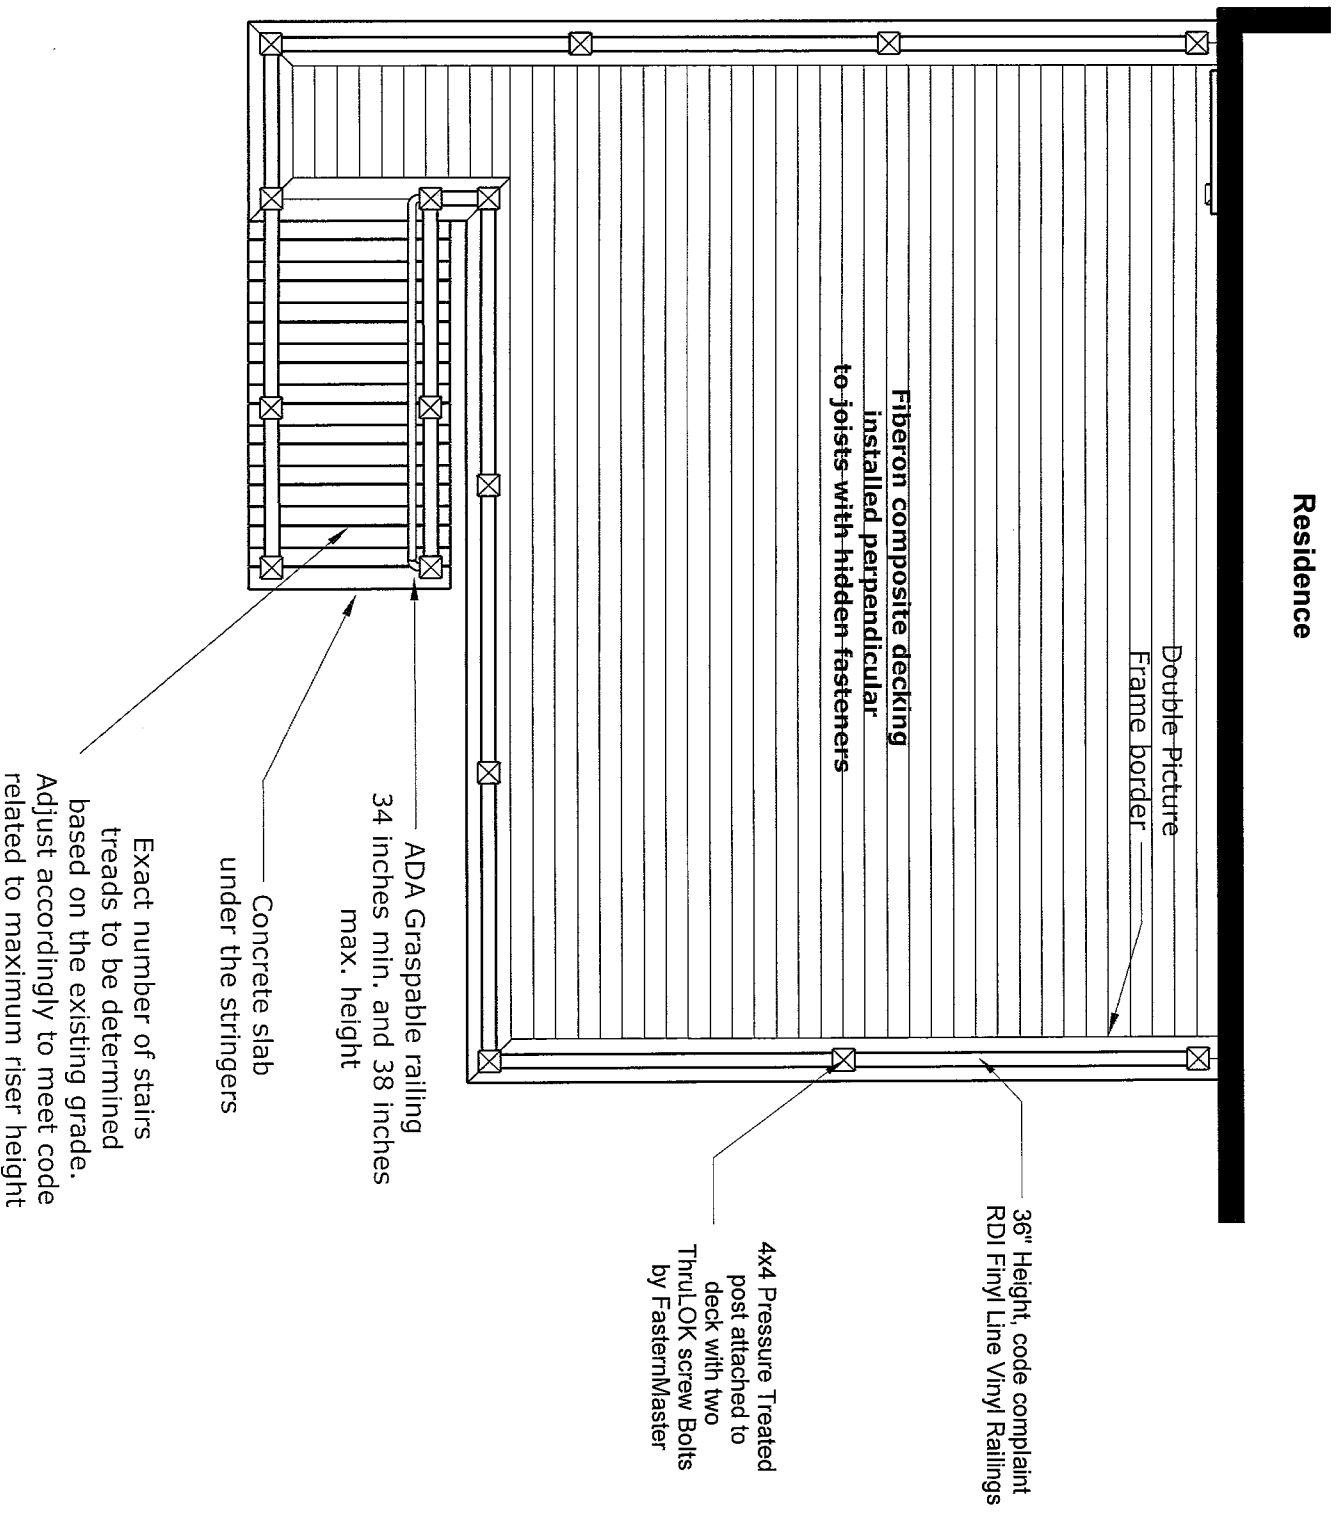 Residence
Double Picture
Frame border
Fiberon composite decking
installed perpendicular
to joists with hidden fasteners
36" Height, code complaint
RDI Finyl Line Vinyl Railings
4x4 Pressure Treated
post attached to
deck with two
ThruLOK screw Bolts
by FasternMaster
ADA Graspable railing
34 inches min. and 38 inches
max. height
Concrete slab
under the stringers
Exact number of stairs
treads to be determined
based on the existing grade.
Adjust accordingly to meet code
related to maximum riser height